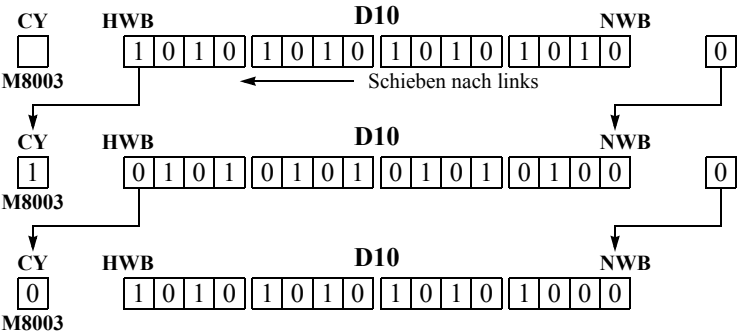 CY HWB D10 NWB
1 0 1 0 1 0 1 0 1 0 1 0 1 0 1 0 0
M8003 Schieben nach links
CY HWB D10 NWB
1 0 1 0 1 0 1 0 1 0 1 0 1 0 1 0 0 0
M8003
CY HWB D10 NWB
0 1 0 1 0 1 0 1 0 1 0 1 0 1 0 0 0
M8003